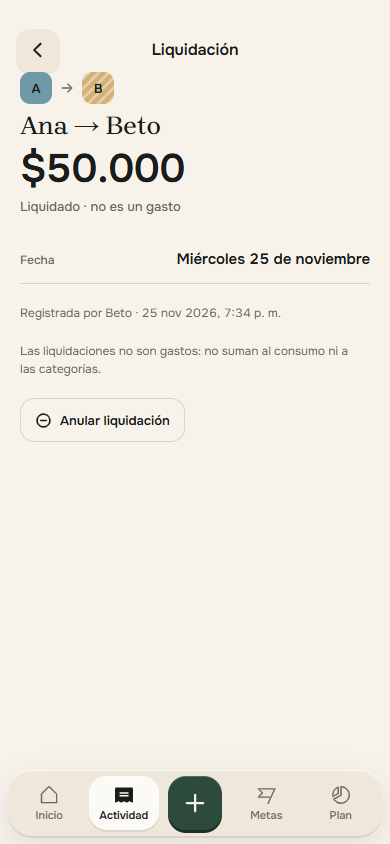 Liquidación
A → B
Ana → Beto
$50.000
Liquidado · no es un gasto
Fecha Miércoles 25 de noviembre
Registrada por Beto · 25 nov 2026, 7:34 p. m.
Las liquidaciones no son gastos: no suman al consumo ni a
las categorías.
Anular liquidación
Inicio Actividad Metas Plan